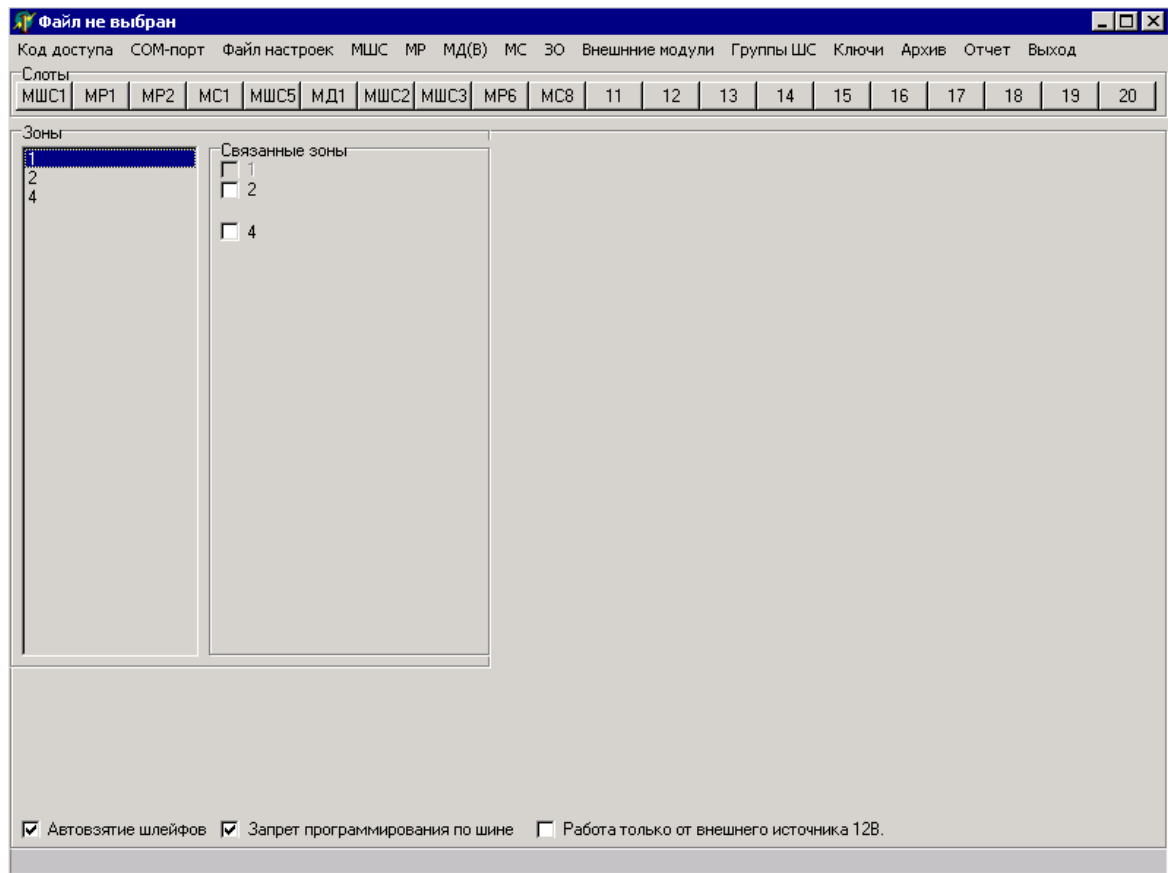 Файл не выбран
Код доступа COM-порт Файл настроек МШС МР МД(В) МС ЗО Внешнние модули Группы ШС Ключи Архив Отчет Выход
Слоты
МШС1 МР1 МР2 МС1 МШС5 МД1 МШС2 МШС3 МР6 МС8 11 12 13 14 15 16 17 18 19 20
Зоны
1
2
4
Связанные зоны
1
2
4
Автовзятие шлейфов Запрет программирования по шине Работа только от внешнего источника 12В.